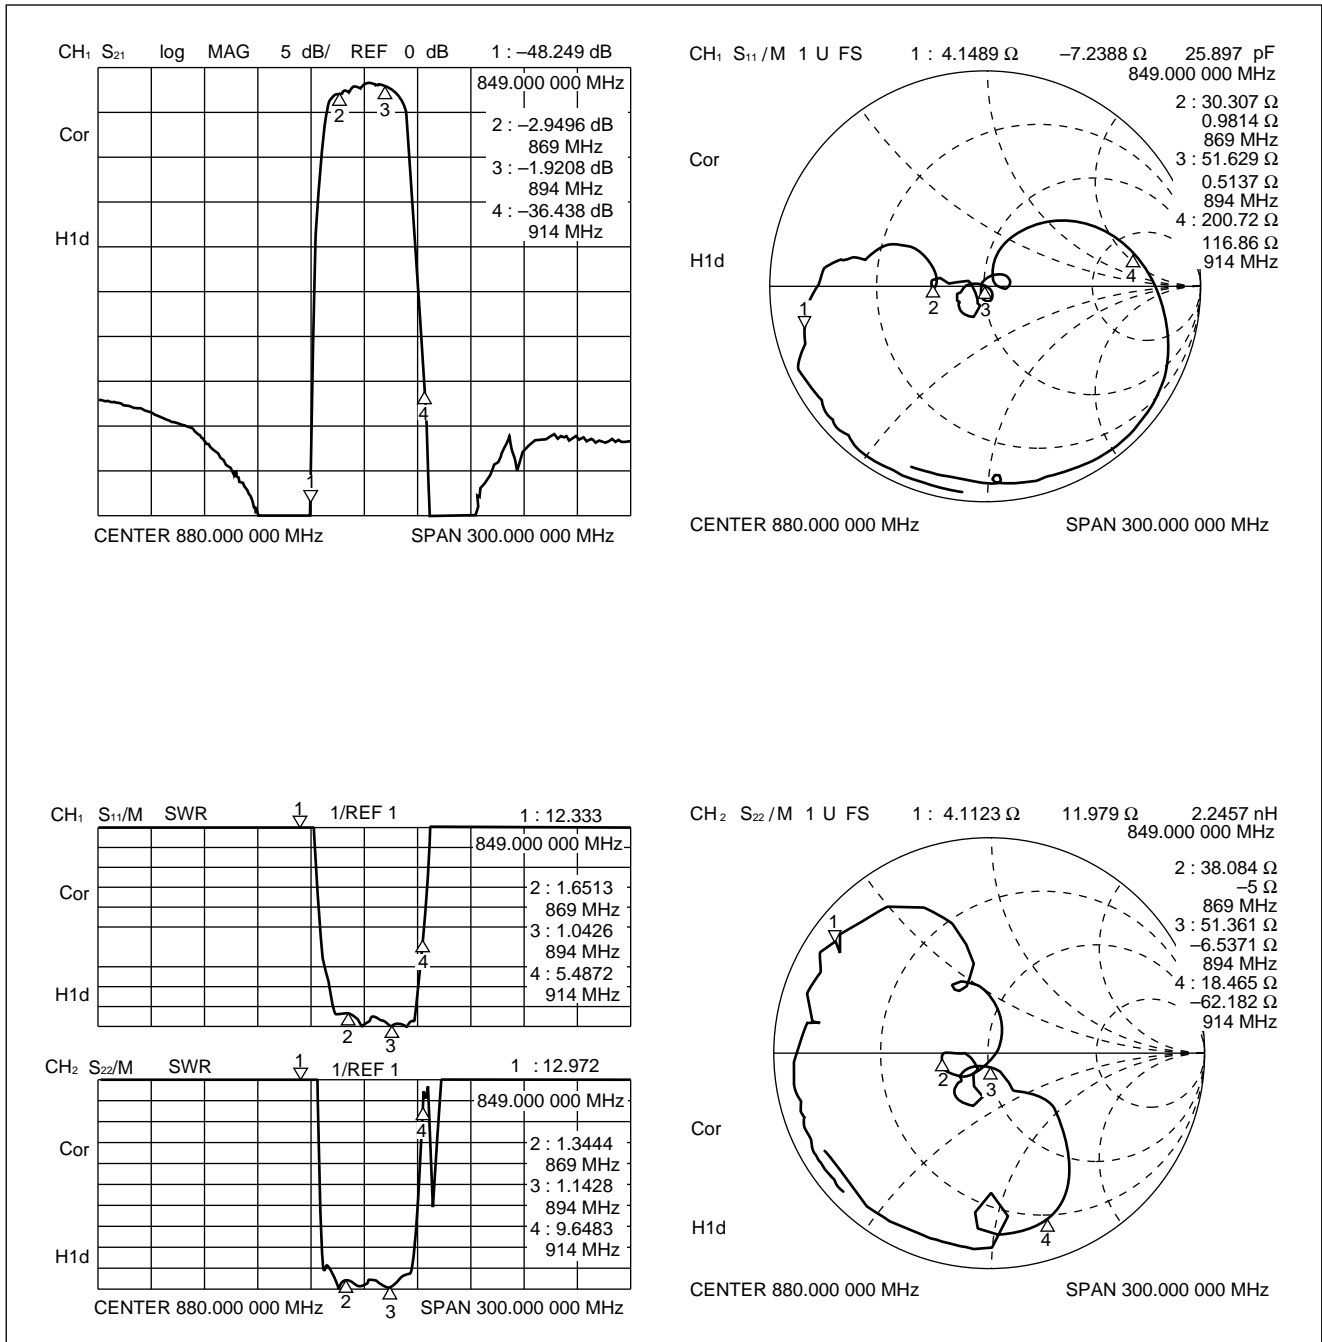 CH₁ S₂₁ log MAG 5 dB/ REF 0 dB 1 : –48.249 dB
849.000 000 MHz
2 : –2.9496 dB
869 MHz
3 : –1.9208 dB
894 MHz
4 : –36.438 dB
914 MHz
Cor
H1d
2
3
1
4
CENTER 880.000 000 MHz SPAN 300.000 000 MHz
CH₁ S₁₁/M 1 U FS 1 : 4.1489 Ω –7.2388 Ω 25.897 pF
849.000 000 MHz
2 : 30.307 Ω
0.9814 Ω
869 MHz
3 : 51.629 Ω
0.5137 Ω
894 MHz
4 : 200.72 Ω
116.86 Ω
914 MHz
Cor
H1d
1
2
3
4
CENTER 880.000 000 MHz SPAN 300.000 000 MHz
CH₁ S₁₁/M SWR 1 1/REF 1 1 : 12.333
849.000 000 MHz
2 : 1.6513
869 MHz
3 : 1.0426
894 MHz
4 : 5.4872
914 MHz
Cor
H1d
4
2
3
CH₂ S₂₂/M SWR 1 1/REF 1 1 : 12.972
849.000 000 MHz
2 : 1.3444
869 MHz
3 : 1.1428
894 MHz
4 : 9.6483
914 MHz
Cor
H1d
4
2
3
CENTER 880.000 000 MHz SPAN 300.000 000 MHz
CH₂ S₂₂/M 1 U FS 1 : 4.1123 Ω 11.979 Ω 2.2457 nH
849.000 000 MHz
2 : 38.084 Ω
–5 Ω
869 MHz
3 : 51.361 Ω
–6.5371 Ω
894 MHz
4 : 18.465 Ω
–62.182 Ω
914 MHz
1
2
3
4
Cor
H1d
CENTER 880.000 000 MHz SPAN 300.000 000 MHz